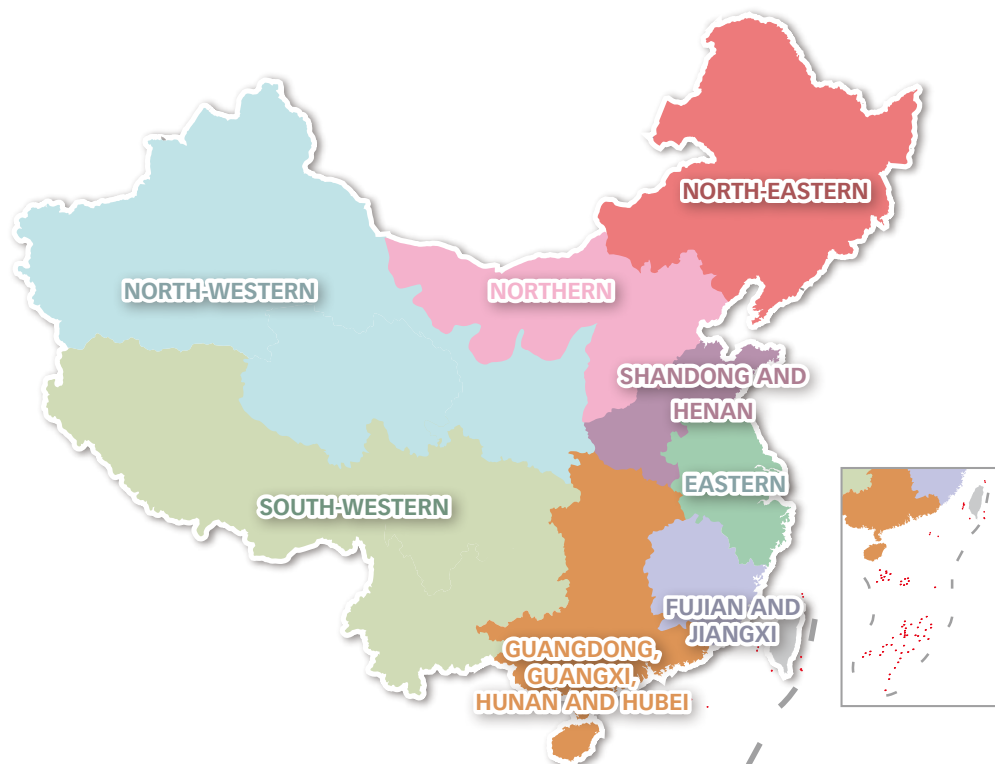 NORTH-EASTERN
NORTH-WESTERN
NORTHERN
SHANDONG AND
HENAN
EASTERN
SOUTH-WESTERN
FUJIAN AND
JIANGXI
GUANGDONG,
GUANGXI,
HUNAN AND HUBEI